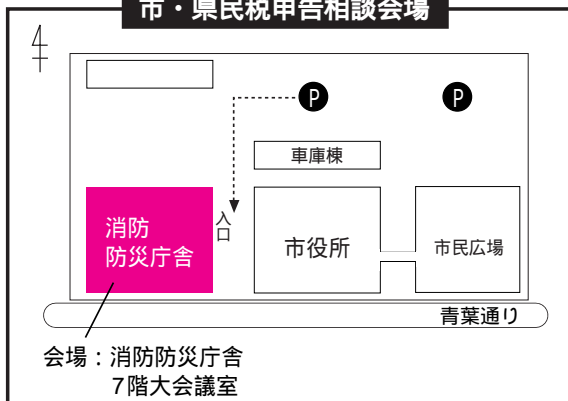 市・県民税申告相談会場
P
P
車庫棟
消防
防災庁舎
入口
市役所
市民広場
青葉通り
会場：消防防災庁舎
7階大会議室